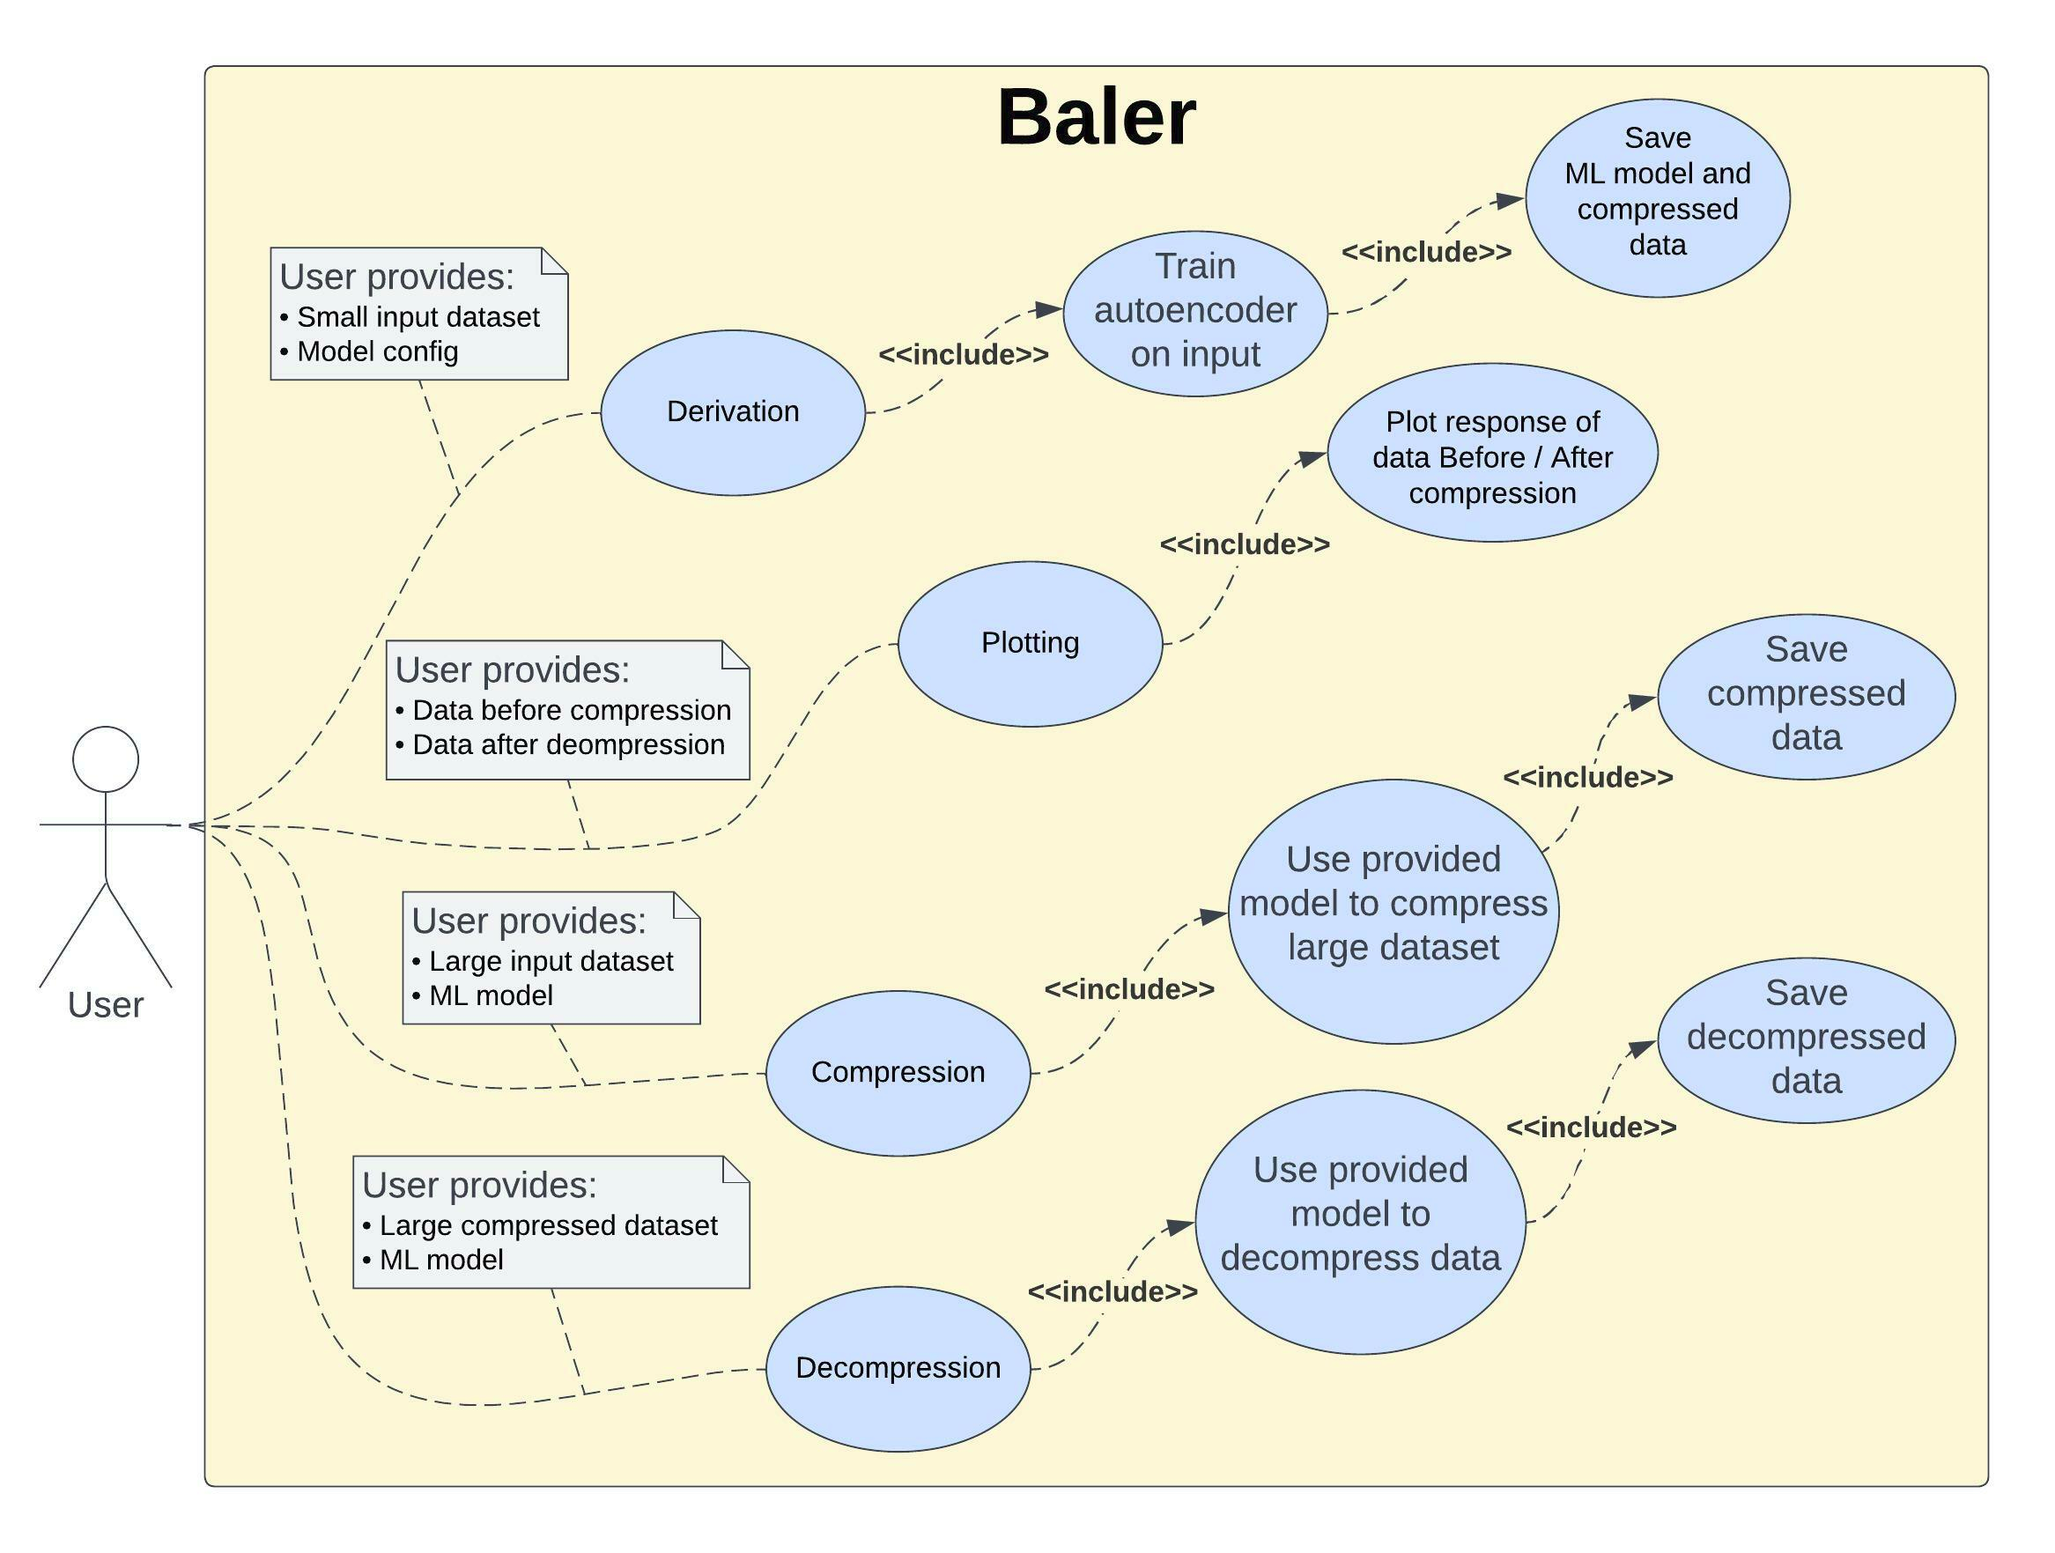 Baler
Save
ML model and
compressed
data
<<include>>
Train
autoencoder
on input
User provides:
• Small input dataset
• Model config
<<include>>
Derivation
Plot response of
data Before / After
compression
<<include>>
Plotting
User provides:
• Data before compression
• Data after deompression
Save
compressed
data
<<include>>
Use provided
model to compress
large dataset
User provides:
• Large input dataset
• ML model
User
<<include>>
Compression
Save
decompressed
data
<<include>>
Use provided
model to
decompress data
User provides:
• Large compressed dataset
• ML model
<<include>>
Decompression